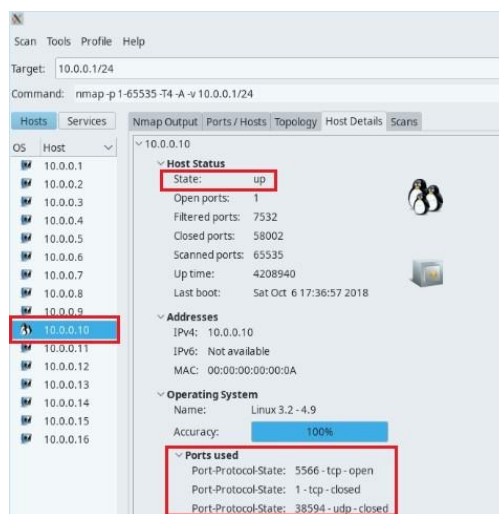 Scan Tools Profile Help
Target: 10.0.0.1/24
Command: nmap -p 1-65535 -T4 -A -v 10.0.0.1/24
Hosts Services
Nmap Output Ports / Hosts Topology Host Details Scans
OS Host
10.0.0.1
10.0.0.2
10.0.0.3
10.0.0.4
10.0.0.5
10.0.0.6
10.0.0.7
10.0.0.8
10.0.0.9
10.0.0.10
10.0.0.11
10.0.0.12
10.0.0.13
10.0.0.14
10.0.0.15
10.0.0.16
10.0.0.10
Host Status
State: up
Open ports: 1
Filtered ports: 7532
Closed ports: 58002
Scanned ports: 65535
Up time: 4208940
Last boot: Sat Oct 6 17:36:57 2018
Addresses
IPv4: 10.0.0.10
IPv6: Not available
MAC: 00:00:00:00:00:0A
Operating System
Name: Linux 3.2 - 4.9
Accuracy: 100%
Ports used
Port-Protocol-State: 5566 - tcp - open
Port-Protocol-State: 1 - tcp - closed
Port-Protocol-State: 38594 - udp - closed